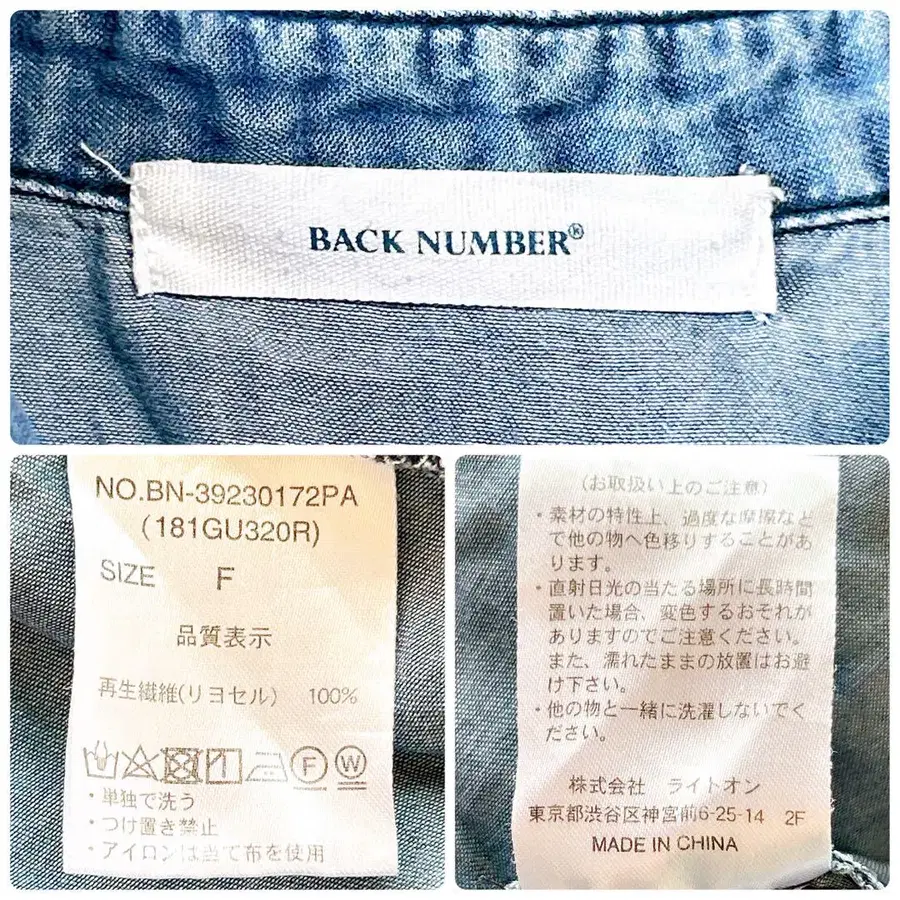 BACK NUMBER®
NO.BN-39230172PA
(181GU320R)
SIZE F
品質表示
再生繊維(リヨセル) 100%
F W
・単独で洗う
・つけ置き禁止
・アイロンは当て布を使用
(お取扱い上のご注意)
・素材の特性上、過度な摩擦など
で他の物へ色移りすることがあ
ります。
・直射日光の当たる場所に長時間
置いた場合、変色するおそれが
ありますのでご注意ください。
また、濡れたままの放置はお避
け下さい。
・他の物と一緒に洗濯しないでく
ださい。
株式会社 ライトオン
東京都渋谷区神宮前6-25-14 2F
MADE IN CHINA